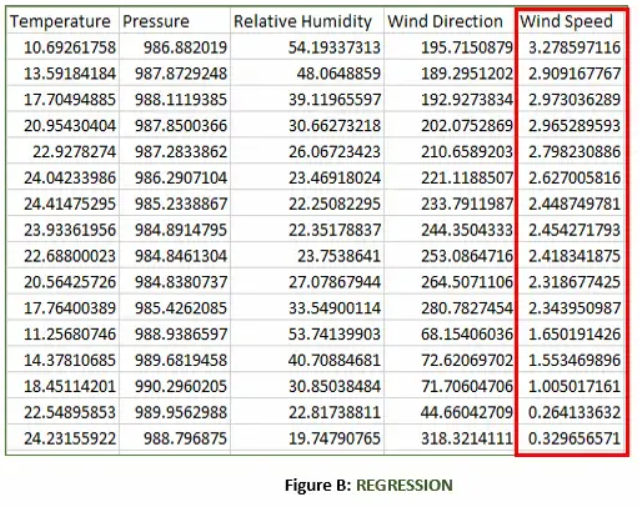 Temperature Pressure Relative Humidity Wind Direction Wind Speed
10.69261758 986.882019 54.19337313 195.7150879 3.278597116
13.59184184 987.8729248 48.0648859 189.2951202 2.909167767
17.70494885 988.1119385 39.11965597 192.9273834 2.973036289
20.95430404 987.8500366 30.66273218 202.0752869 2.965289593
22.9278274 987.2833862 26.06723423 210.6589203 2.798230886
24.04233986 986.2907104 23.46918024 221.1188507 2.627005816
24.41475295 985.2338867 22.25082295 233.7911987 2.448749781
23.93361956 984.8914795 22.35178837 244.3504333 2.454271793
22.68800023 984.8461304 23.7538641 253.0864716 2.418341875
20.56425726 984.8380737 27.07867944 264.5071106 2.318677425
17.76400389 985.4262085 33.54900114 280.7827454 2.343950987
11.25680746 988.9386597 53.74139903 68.15406036 1.650191426
14.37810685 989.6819458 40.70884681 72.62069702 1.553469896
18.45114201 990.2960205 30.85038484 71.70604706 1.005017161
22.54895853 989.9562988 22.81738811 44.66042709 0.264133632
24.23155922 988.796875 19.74790765 318.3214111 0.329656571
Figure B: REGRESSION